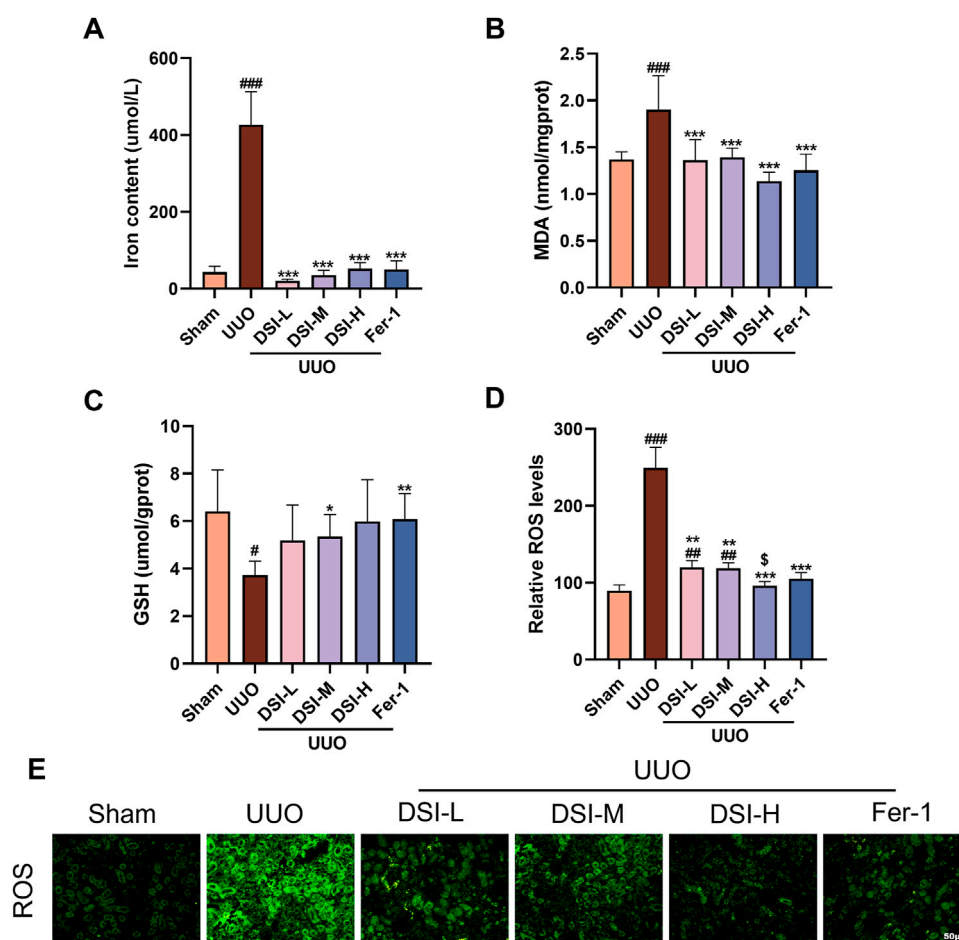 A
Iron content (umol/L)
600
400
200
0
###
***
***
***
***
Sham
UUO
DSI-L
DSI-M
DSI-H
Fer-1
UUO
B
MDA (nmol/mgprot)
2.5
2.0
1.5
1.0
0.5
0.0
###
***
***
***
***
Sham
UUO
DSI-L
DSI-M
DSI-H
Fer-1
UUO
C
GSH (umol/gprot)
10
8
6
4
2
0
#
*
**
Sham
UUO
DSI-L
DSI-M
DSI-H
Fer-1
UUO
D
Relative ROS levels
300
200
100
0
###
**
##
**
##
$
***
***
Sham
UUO
DSI-L
DSI-M
DSI-H
Fer-1
UUO
E
UUO
Sham UUO DSI-L DSI-M DSI-H Fer-1
ROS
50μ